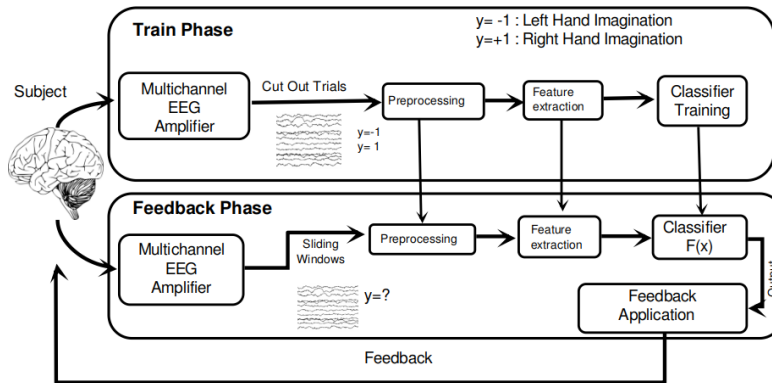 Train Phase
y= -1 : Left Hand Imagination
y=+1 : Right Hand Imagination
Subject
Multichannel
EEG
Amplifier
Cut Out Trials
y=-1
y= 1
Preprocessing
Feature
extraction
Classifier
Training
Feedback Phase
Multichannel
EEG
Amplifier
Sliding
Windows
y=?
Preprocessing
Feature
extraction
Classifier
F(x)
Output
Feedback
Application
Feedback